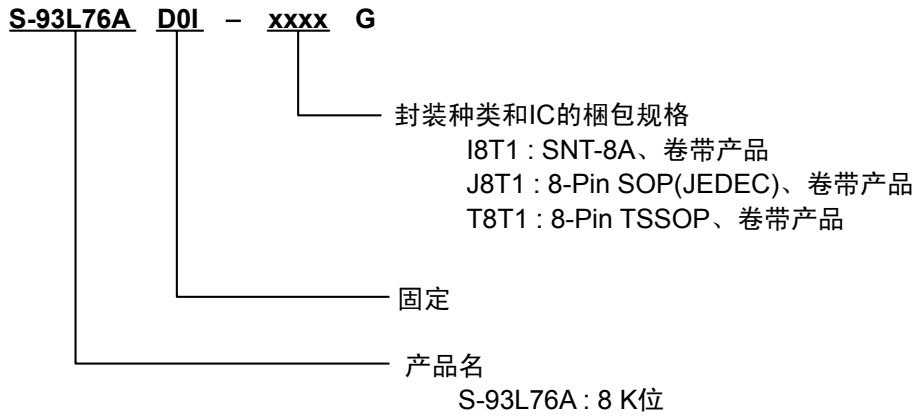 S-93L76A D0I – xxxx G
封装种类和IC的梱包规格
I8T1 : SNT-8A、卷带产品
J8T1 : 8-Pin SOP(JEDEC)、卷带产品
T8T1 : 8-Pin TSSOP、卷带产品
固定
产品名
S-93L76A : 8 K位